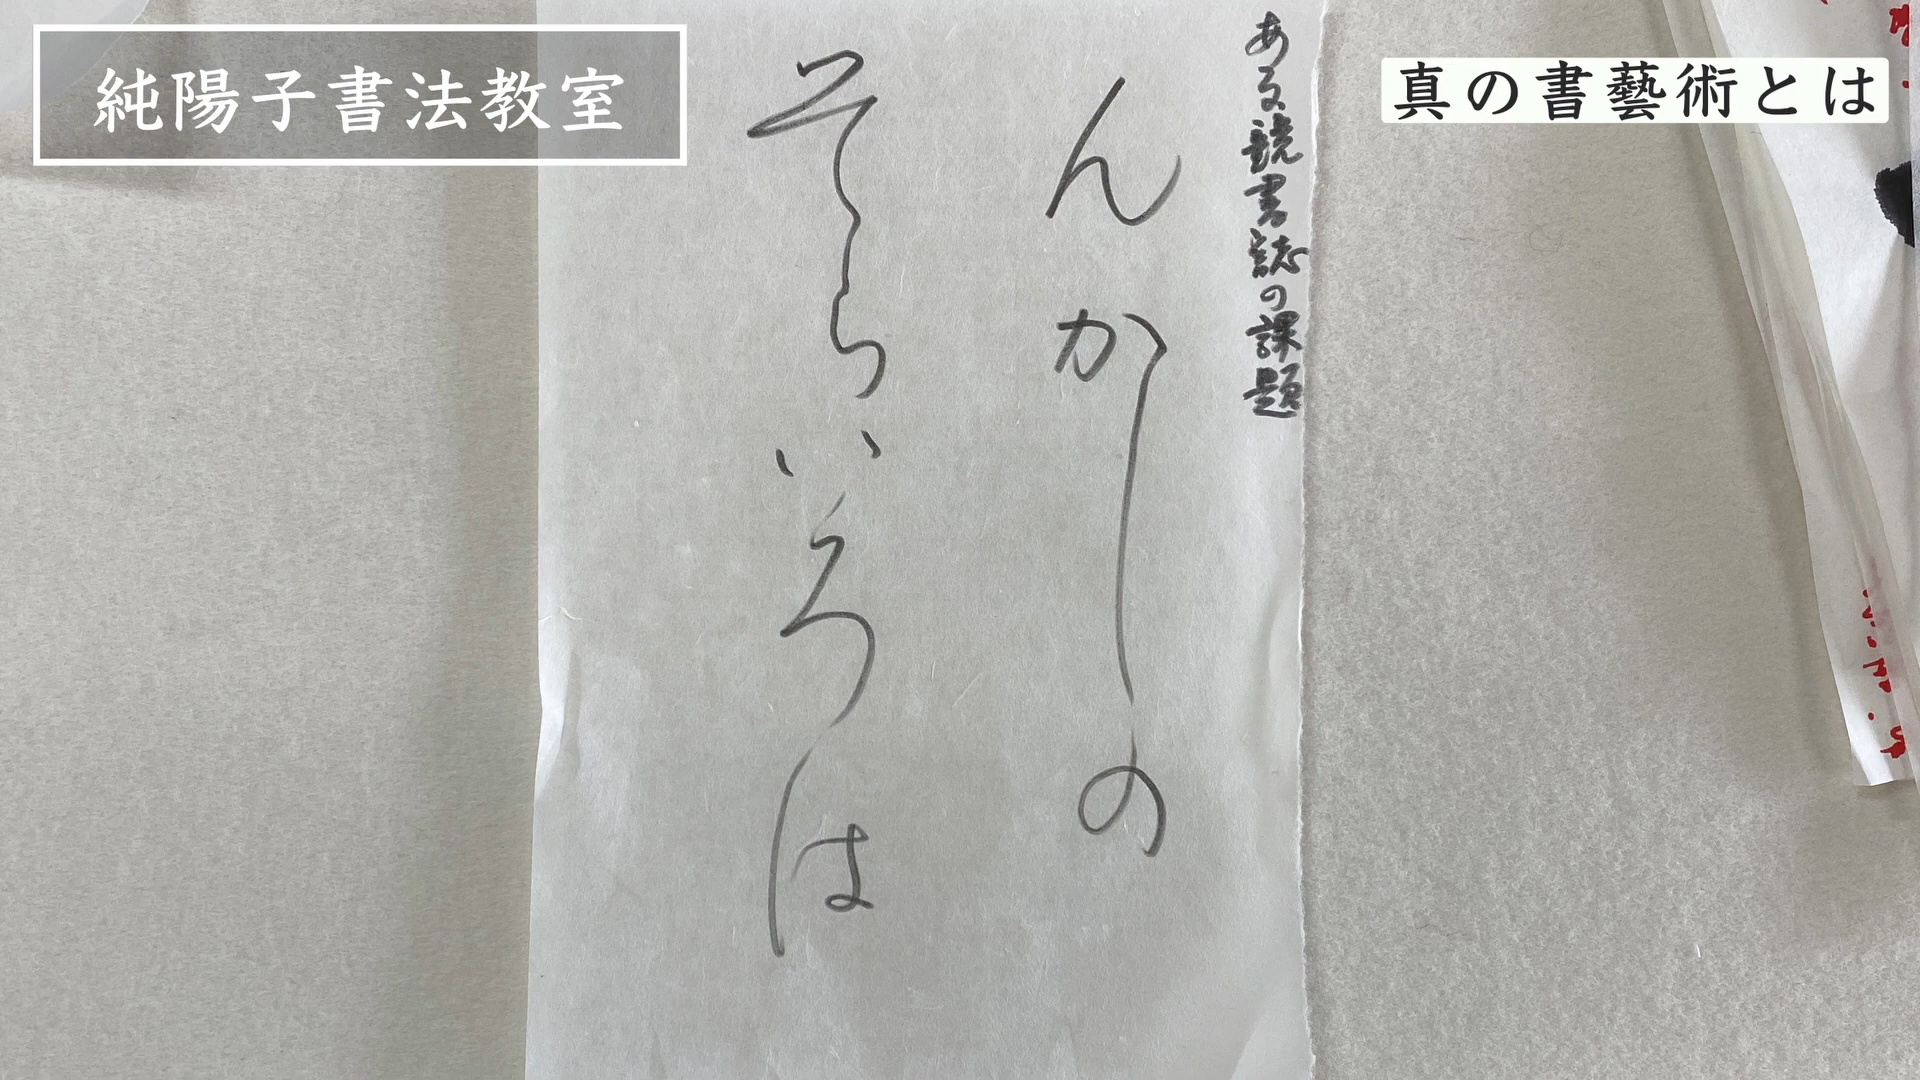 純陽子書法教室
真の書藝術とは
ある競書誌の課題
んかしの
そらいろは